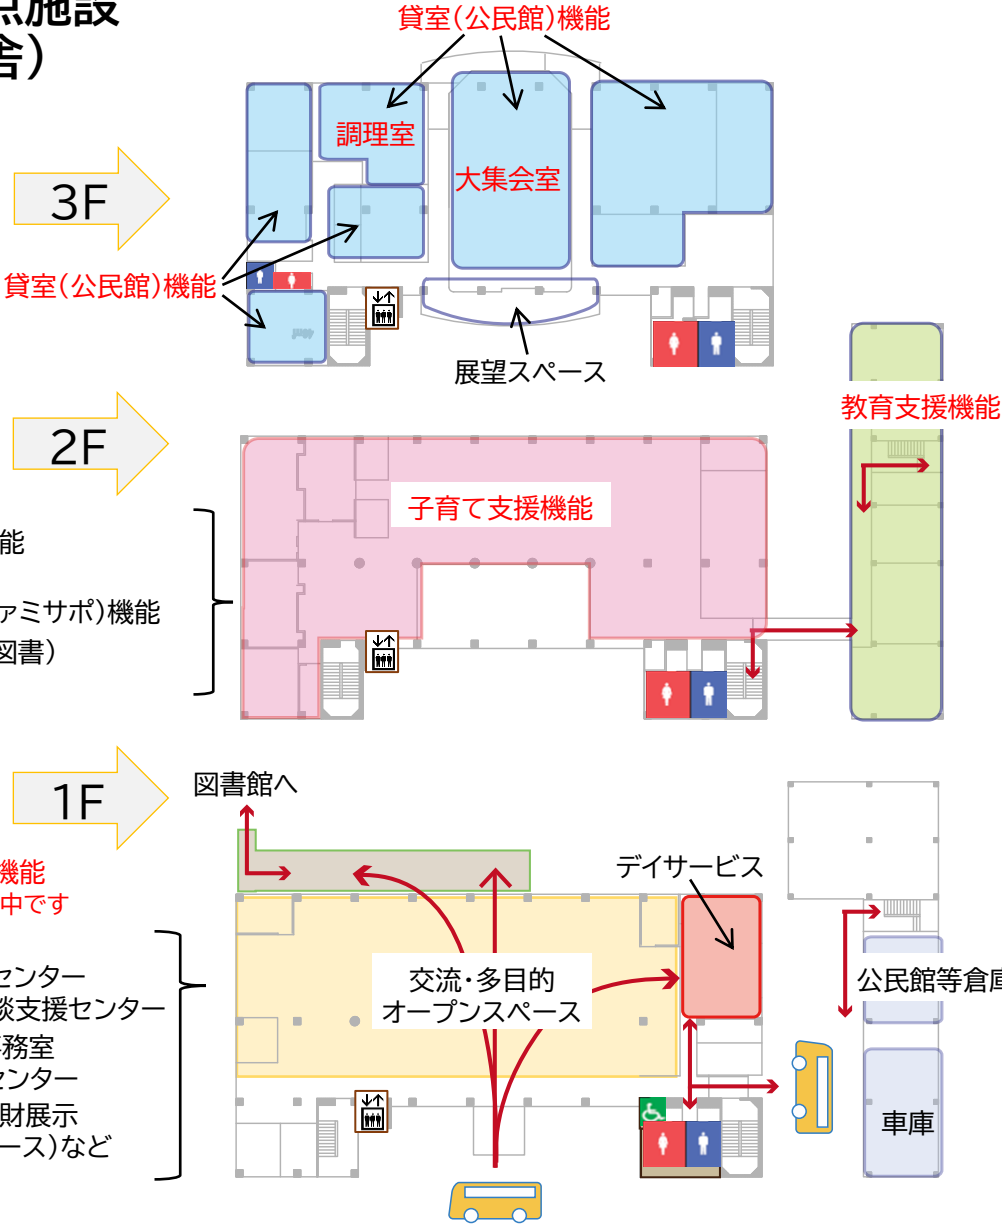 点施設
舎）
貸室（公民館）機能
調理室
大集会室
3F
貸室（公民館）機能
展望スペース
教育支援機能
2F
子育て支援機能
能
ァミサポ）機能
図書）
1F
図書館へ
機能
中です
デイサービス
センター
談支援センター
務室
センター
財展示
ース）など
交流・多目的
オープンスペース
公民館等倉庫
車庫